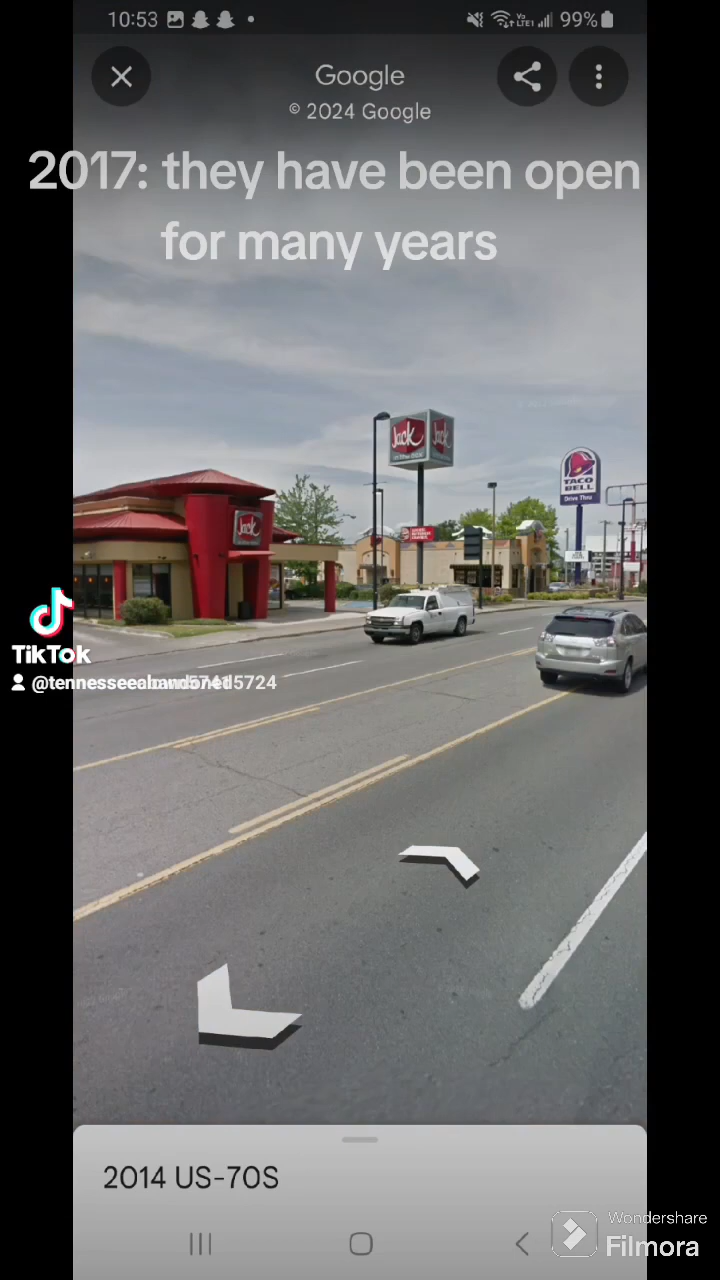 10:53
99%
Google
© 2024 Google
2017: they have been open
for many years
Jack
Jack
Jack
TACO
BELL
Drive Thru
TikTok
2014 US-70S
Wondershare
Filmora